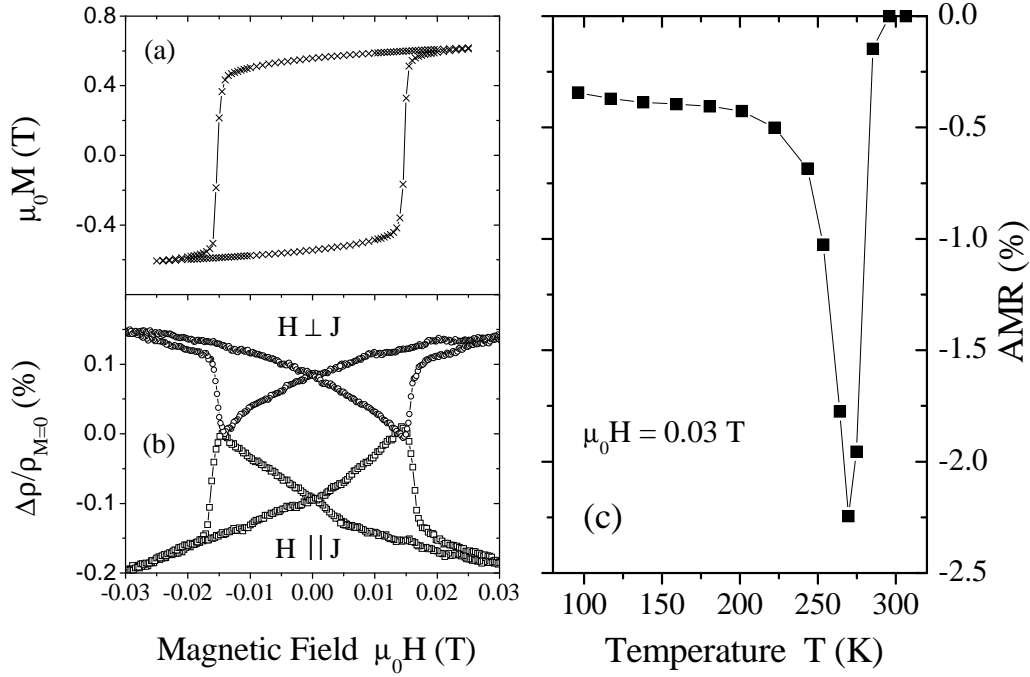 (a)
0.8
0.4
0.0
-0.4
μ₀M (T)
H ⊥ J
0.1
0.0
-0.1
-0.2
Δρ/ρ_M=0 (%)
(b)
H || J
-0.03 -0.02 -0.01 0.00 0.01 0.02 0.03
Magnetic Field μ₀H (T)
0.0
-0.5
-1.0
-1.5
-2.0
-2.5
AMR (%)
μ₀H = 0.03 T
(c)
100 150 200 250 300
Temperature T (K)